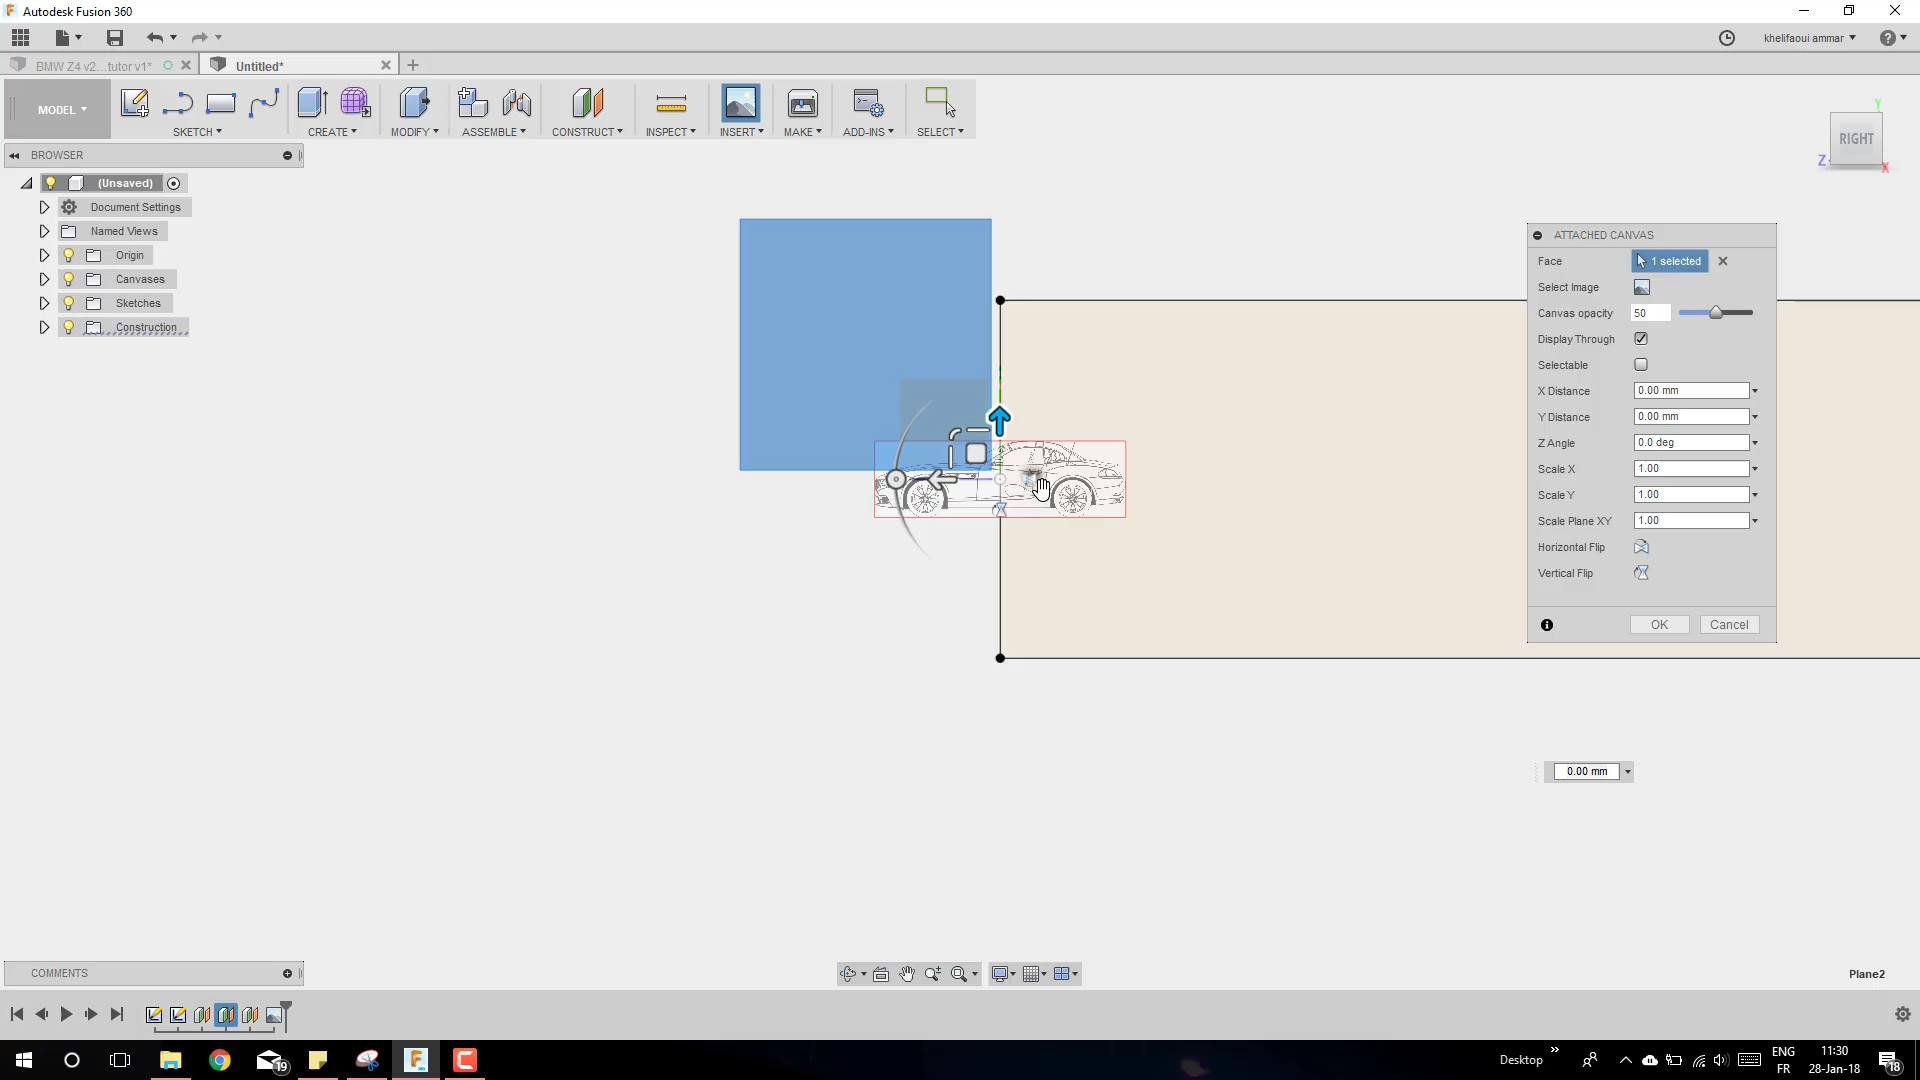 Autodesk Fusion 360
khelifaoui ammar
BMW Z4 v2...tutor v1*
Untitled*
MODEL
SKETCH
CREATE
MODIFY
ASSEMBLE
CONSTRUCT
INSPECT
INSERT
MAKE
ADD-INS
SELECT
Y
RIGHT
Z
X
BROWSER
(Unsaved)
Document Settings
Named Views
Origin
Canvases
Sketches
Construction
ATTACHED CANVAS
Face 1 selected
Select Image
Canvas opacity 50
Display Through
Selectable
X Distance 0.00 mm
Y Distance 0.00 mm
Z Angle 0.0 deg
Scale X 1.00
Scale Y 1.00
Scale Plane XY 1.00
Horizontal Flip
Vertical Flip
OK Cancel
0.00 mm
COMMENTS
Plane2
19
Desktop
ENG
FR
11:30
28-Jan-18
18